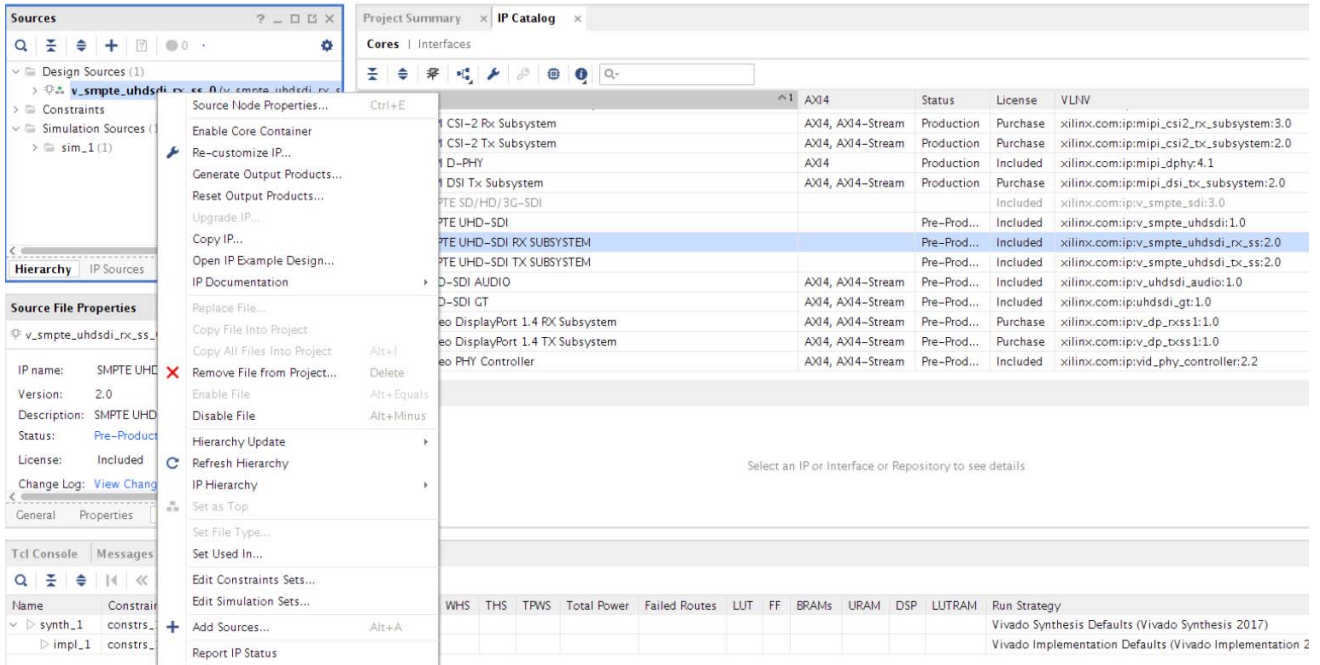 Sources
Design Sources (1)
v_smpte_uhdsdi_rx_ss_0 (v_smpte_uhdsdi_rx_s
Constraints
Simulation Sources (1
sim_1 (1)
Hierarchy IP Sources
Source File Properties
v_smpte_uhdsdi_rx_ss_
IP name: SMPTE UHD
Version: 2.0
Description: SMPTE UHD
Status: Pre-Product
License: Included
Change Log: View Chang
General Properties
Source Node Properties... Ctrl+E
Enable Core Container
Re-customize IP...
Generate Output Products...
Reset Output Products...
Upgrade IP...
Copy IP...
Open IP Example Design...
IP Documentation
Replace File...
Copy File Into Project
Copy All Files Into Project Alt+I
Remove File from Project... Delete
Enable File Alt+Equals
Disable File Alt+Minus
Hierarchy Update
Refresh Hierarchy
IP Hierarchy
Set as Top
Set File Type...
Set Used In...
Edit Constraints Sets...
Edit Simulation Sets...
Add Sources... Alt+A
Report IP Status
Project Summary IP Catalog
Cores | Interfaces
1 AXI4 Status License VLNV
CSI-2 Rx Subsystem AXI4, AXI4-Stream Production Purchase xilinx.com:ip:mipi_csi2_rx_subsystem:3.0
CSI-2 Tx Subsystem AXI4, AXI4-Stream Production Purchase xilinx.com:ip:mipi_csi2_tx_subsystem:2.0
D-PHY AXI4 Production Included xilinx.com:ip:mipi_dphy:4.1
DSI Tx Subsystem AXI4, AXI4-Stream Production Purchase xilinx.com:ip:mipi_dsi_tx_subsystem:2.0
PTE SD/HD/3G-SDI Included xilinx.com:ip:v_smpte_sdi:3.0
PTE UHD-SDI Pre-Prod... Included xilinx.com:ip:v_smpte_uhdsdi:1.0
PTE UHD-SDI RX SUBSYSTEM Pre-Prod... Included xilinx.com:ip:v_smpte_uhdsdi_rx_ss:2.0
PTE UHD-SDI TX SUBSYSTEM Pre-Prod... Included xilinx.com:ip:v_smpte_uhdsdi_tx_ss:2.0
D-SDI AUDIO AXI4, AXI4-Stream Pre-Prod... Included xilinx.com:ip:v_uhdsdi_audio:1.0
D-SDI GT AXI4, AXI4-Stream Pre-Prod... Included xilinx.com:ip:uhdsdi_gt:1.0
eo DisplayPort 1.4 RX Subsystem AXI4, AXI4-Stream Pre-Prod... Purchase xilinx.com:ip:v_dp_rxss1:1.0
eo DisplayPort 1.4 TX Subsystem AXI4, AXI4-Stream Pre-Prod... Purchase xilinx.com:ip:v_dp_txss1:1.0
eo PHY Controller AXI4, AXI4-Stream Pre-Prod... Included xilinx.com:ip:vid_phy_controller:2.2
Select an IP or Interface or Repository to see details
Tcl Console Messages
Name Constrain WHS THS TPWS Total Power Failed Routes LUT FF BRAMs URAM DSP LUTRAM Run Strategy
synth_1 constrs_ Vivado Synthesis Defaults (Vivado Synthesis 2017)
impl_1 constrs_ Vivado Implementation Defaults (Vivado Implementation 2